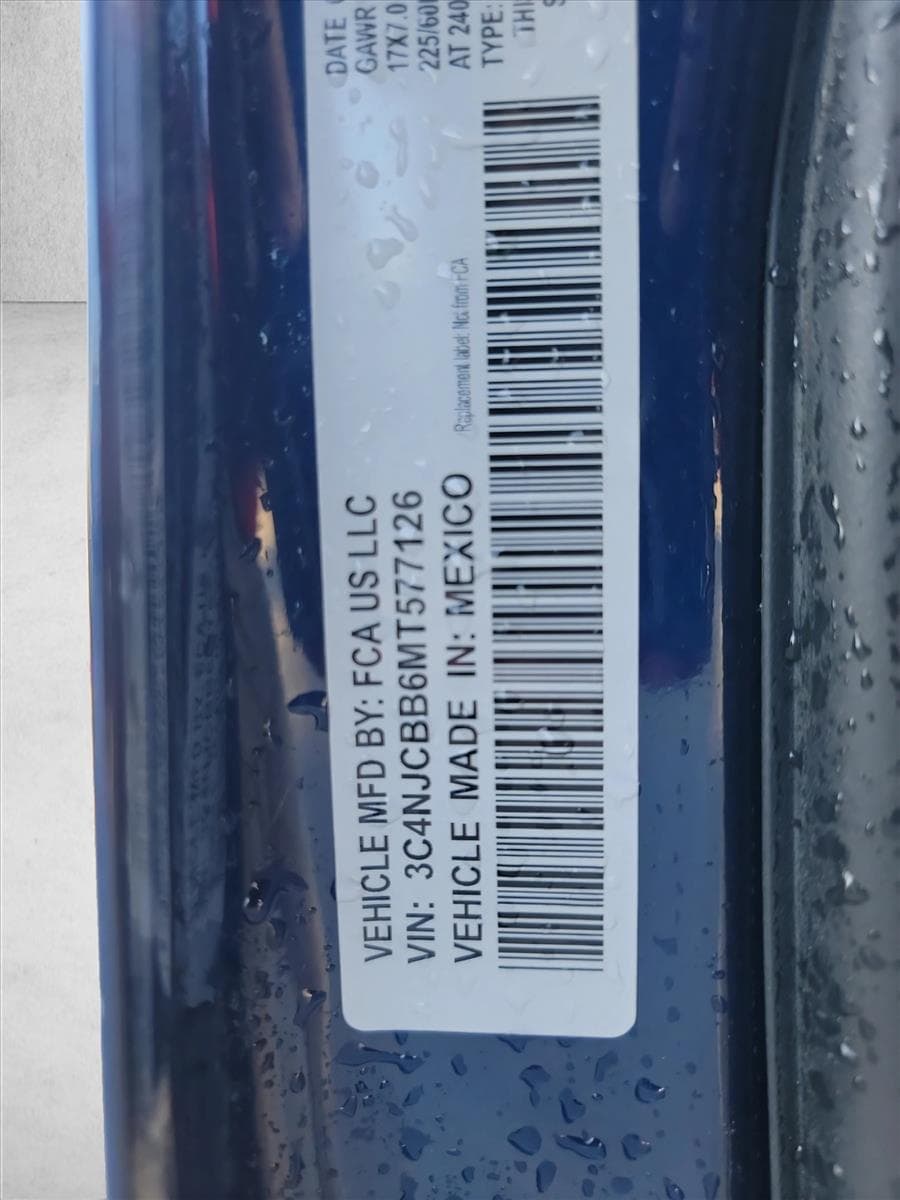 VEHICLE MFD BY: FCA US LLC
VIN: 3C4NJCBB6MT577126
VEHICLE MADE IN: MEXICO
Replacement label: Not from FCA
DATE
GAWR
17X7.0
225/60
AT 240
TYPE: